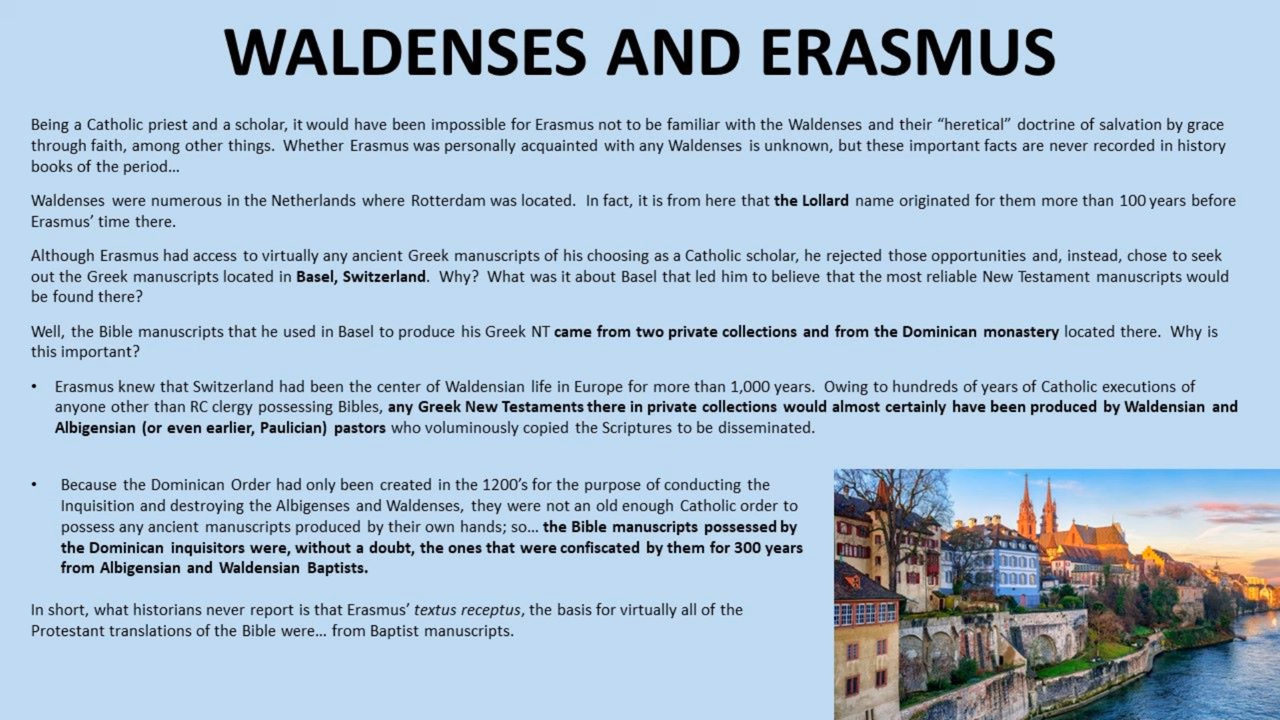 WALDENSES AND ERASMUS
Being a Catholic priest and a scholar, it would have been impossible for Erasmus not to be familiar with the Waldenses and their “heretical” doctrine of salvation by grace
through faith, among other things. Whether Erasmus was personally acquainted with any Waldenses is unknown, but these important facts are never recorded in history
books of the period…
Waldenses were numerous in the Netherlands where Rotterdam was located. In fact, it is from here that the Lollard name originated for them more than 100 years before
Erasmus’ time there.
Although Erasmus had access to virtually any ancient Greek manuscripts of his choosing as a Catholic scholar, he rejected those opportunities and, instead, chose to seek
out the Greek manuscripts located in Basel, Switzerland. Why? What was it about Basel that led him to believe that the most reliable New Testament manuscripts would
be found there?
Well, the Bible manuscripts that he used in Basel to produce his Greek NT came from two private collections and from the Dominican monastery located there. Why is
this important?
• Erasmus knew that Switzerland had been the center of Waldensian life in Europe for more than 1,000 years. Owing to hundreds of years of Catholic executions of
anyone other than RC clergy possessing Bibles, any Greek New Testaments there in private collections would almost certainly have been produced by Waldensian and
Albigensian (or even earlier, Paulician) pastors who voluminously copied the Scriptures to be disseminated.
• Because the Dominican Order had only been created in the 1200’s for the purpose of conducting the
Inquisition and destroying the Albigenses and Waldenses, they were not an old enough Catholic order to
possess any ancient manuscripts produced by their own hands; so… the Bible manuscripts possessed by
the Dominican inquisitors were, without a doubt, the ones that were confiscated by them for 300 years
from Albigensian and Waldensian Baptists.
In short, what historians never report is that Erasmus’ textus receptus, the basis for virtually all of the
Protestant translations of the Bible were… from Baptist manuscripts.